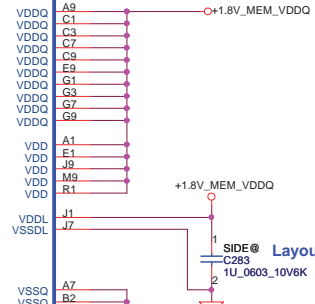 VDDQ A9 +1.8V_MEM_VDDQ
VDDQ C1
VDDQ C3
VDDQ C7
VDDQ C9
VDDQ E9
VDDQ G1
VDDQ G3
VDDQ G7
VDDQ G9
VDD A1
VDD E1
VDD J9
VDD M9
VDD R1
+1.8V_MEM_VDDQ
VDDL J1
VSSDL J7
1
SIDE@ Layou
C283
1U_0603_10V6K
2
VSSQ A7
VSSQ B2